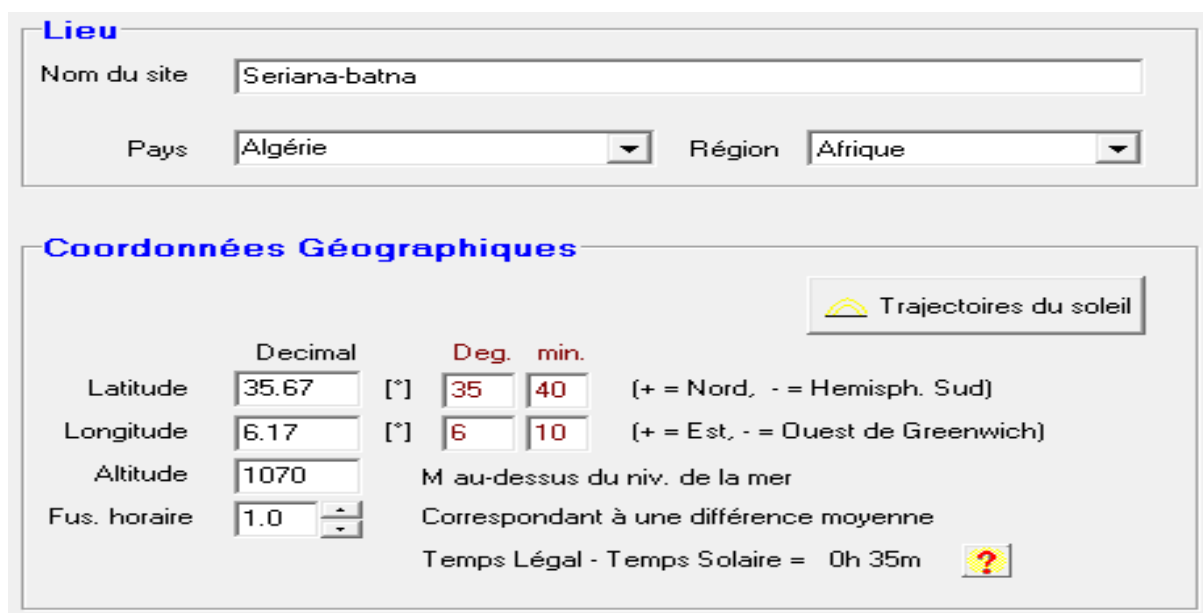 Lieu
Nom du site Seriana-batna
Pays Algérie Région Afrique
Coordonnées Géographiques
Trajectoires du soleil
Decimal Deg. min.
Latitude 35.67 [°] 35 40 (+ = Nord, - = Hemisph. Sud)
Longitude 6.17 [°] 6 10 (+ = Est, - = Ouest de Greenwich)
Altitude 1070 M au-dessus du niv. de la mer
Fus. horaire 1.0 Correspondant à une différence moyenne
Temps Légal - Temps Solaire = 0h 35m ?